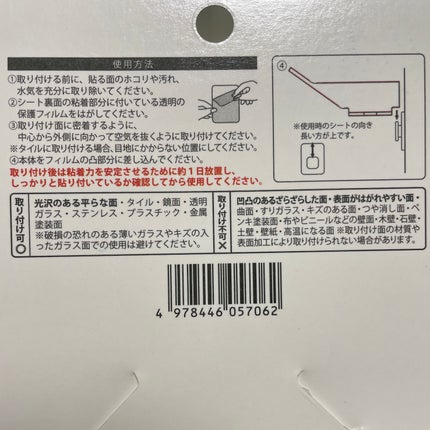 使用方法
①取り付ける前に、貼る面のホコリや汚れ、
水気を充分に取り除いてください。
②シート裏面の粘着部分に付いている透明の
保護フィルムをはがしてください。
③取り付け面に密着するように、
中心から外側に向かって空気を抜くように取り付けてください。
※タイルに取り付ける場合、目地にかからない位置にしてください。
④本体をフィルムの凸部分に差し込んでください。
取り付け後は粘着力を安定させるために約1日放置し、
しっかりと貼り付いているか確認してから使用してください。
④
※使用時のシートの向き
長い方が上です。
取り付け可○
光沢のある平らな面・タイル・鏡面・透明
ガラス・ステンレス・プラスチック・金属
塗装面
※破損の恐れのある薄いガラスやキズの入
ったガラス面での使用は避けてください。
取り付け不可×
凹凸のあるざらざらした面・表面がはがれやすい面・
曲面・すりガラス・キズのある面・つや消し面・ペ
ンキ塗装面・布やビニールなどの壁面・木壁・石壁・
土壁・壁紙・高温になる面 ※取り付け面の材質や
表面加工により取り付けられない場合があります。
4 978446 057062